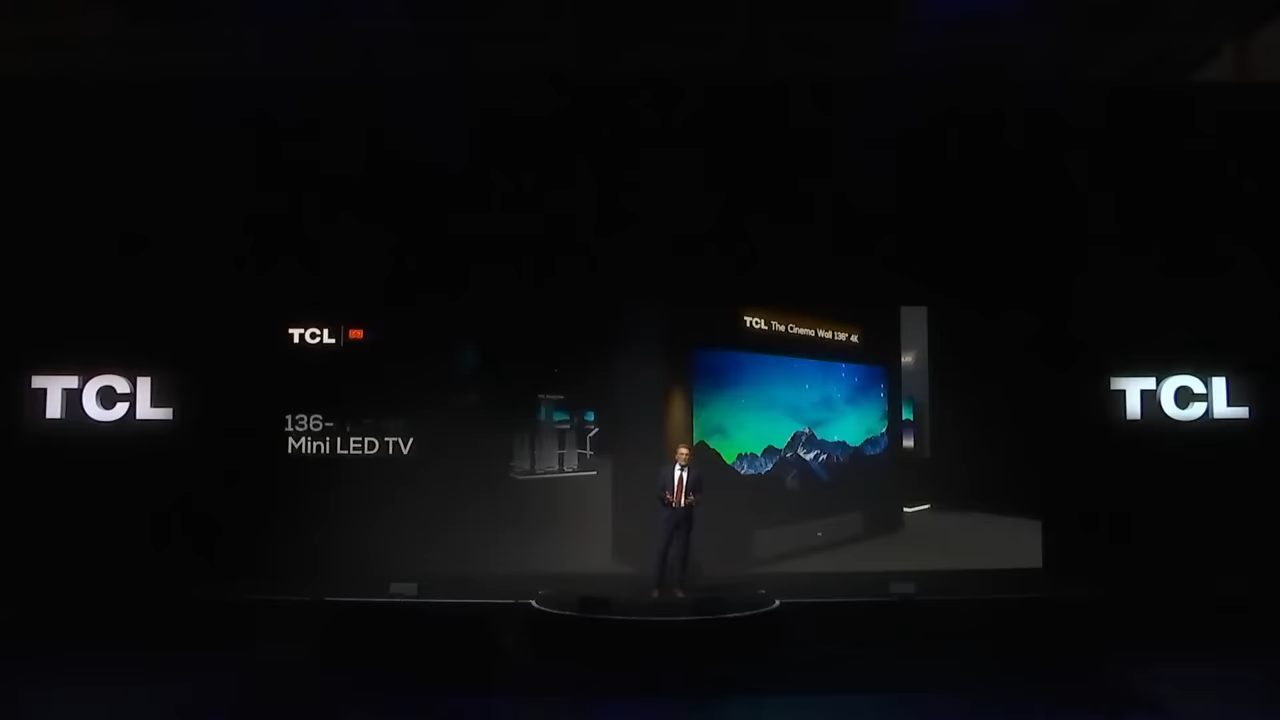 TCL
TCL
136-
Mini LED TV
TCL The Cinema Wall 136" 4K
TCL